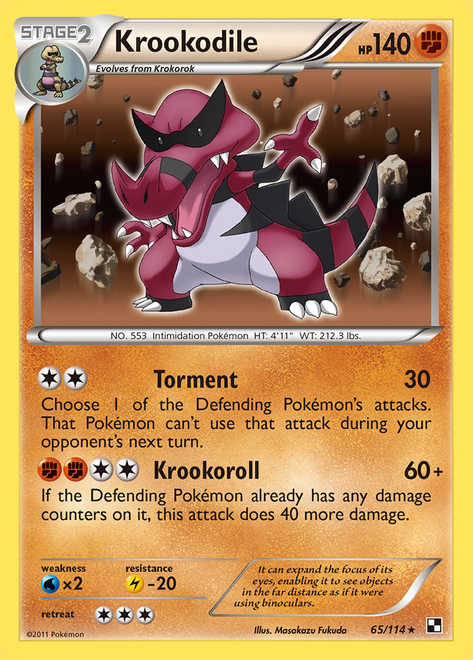 STAGE2
Krookodile
HP140
Evolves from Krokorok
NO. 553 Intimidation Pokémon HT: 4'11" WT: 212.3 lbs.
Torment 30
Choose 1 of the Defending Pokémon's attacks.
That Pokémon can't use that attack during your
opponent's next turn.
Krookoroll 60+
If the Defending Pokémon already has any damage
counters on it, this attack does 40 more damage.
weakness resistance
×2 -20
retreat
It can expand the focus of its
eyes, enabling it to see objects
in the far distance as if it were
using binoculars.
©2011 Pokémon
Illus. Masakazu Fukuda
65/114★